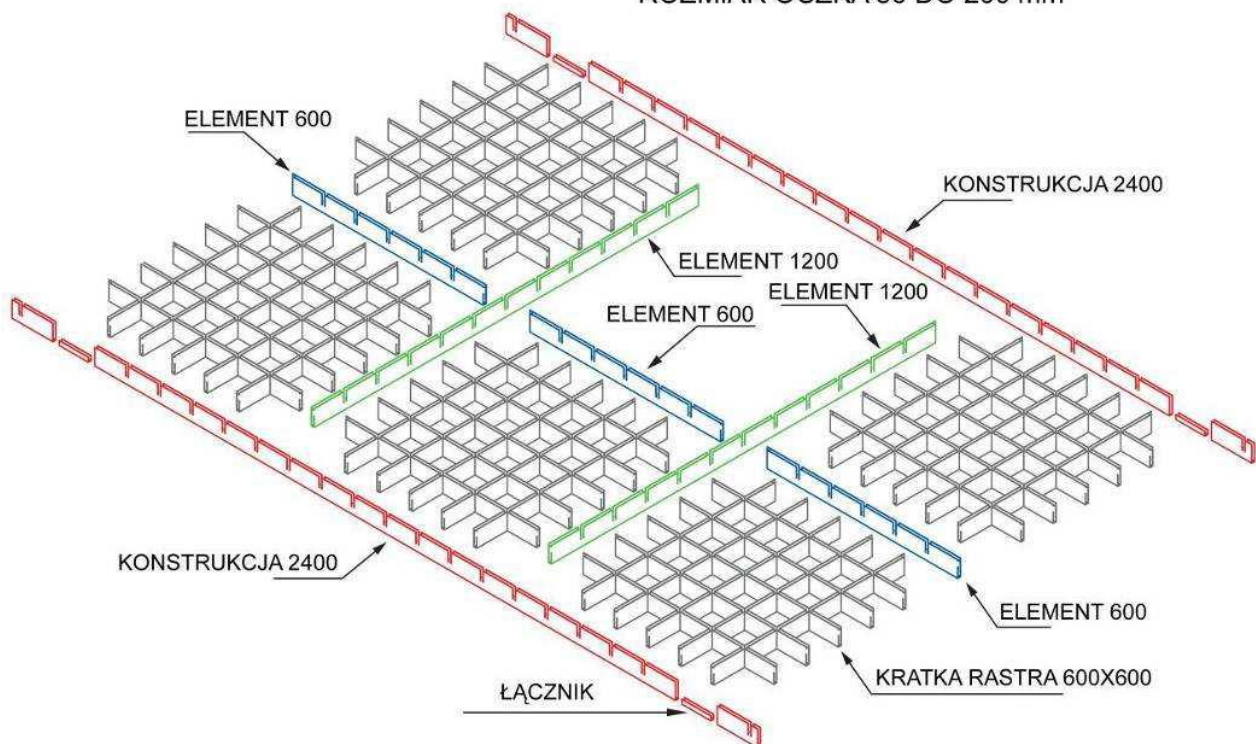 ELEMENT 600
KONSTRUKCJA 2400
ELEMENT 1200
ELEMENT 1200
ELEMENT 600
KONSTRUKCJA 2400
ELEMENT 600
KRATKA RASTRA 600X600
ŁĄCZNIK